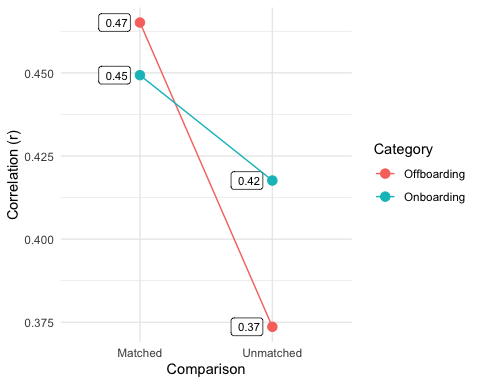 0.47
0.45
0.42
0.37
0.450
0.425
0.400
0.375
Correlation (r)
Matched
Unmatched
Comparison
Category
Offboarding
Onboarding